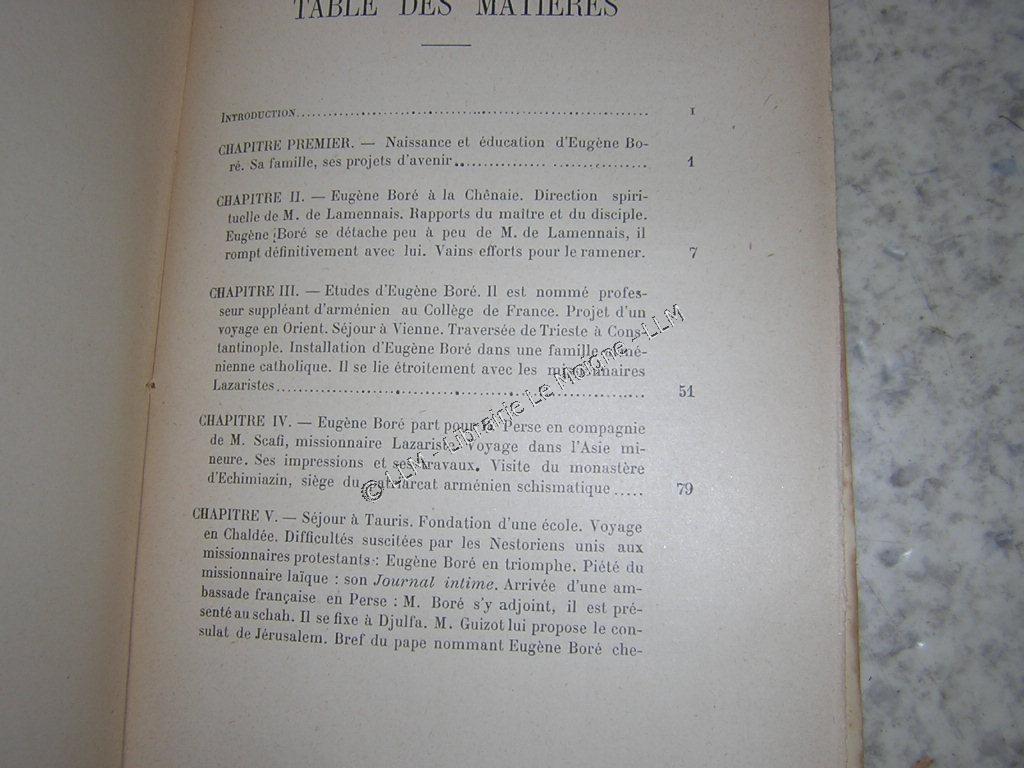 TABLE DES MATIÈRES
INTRODUCTION........................................................ I
CHAPITRE PREMIER. — Naissance et éducation d'Eugène Bo-
ré. Sa famille, ses projets d'avenir.............. .............. 1
CHAPITRE II. — Eugène Boré à la Chênaie. Direction spiri-
tuelle de M. de Lamennais. Rapports du maître et du disciple.
Eugène Boré se détache peu à peu de M. de Lamennais, il
rompt définitivement avec lui. Vains efforts pour le ramener. 7
CHAPITRE III. — Etudes d'Eugène Boré. Il est nommé profes-
seur suppléant d'arménien au Collège de France. Projet d'un
voyage en Orient. Séjour à Vienne. Traversée de Trieste à Cons-
tantinople. Installation d'Eugène Boré dans une famille armé-
nienne catholique. Il se lie étroitement avec les missionnaires
Lazaristes........................................................ 51
CHAPITRE IV. — Eugène Boré part pour la Perse en compagnie
de M. Scafi, missionnaire Lazariste. Voyage dans l'Asie mi-
neure. Ses impressions et ses travaux. Visite du monastère
d'Echimiazin, siège du patriarcat arménien schismatique ..... 79
CHAPITRE V. — Séjour à Tauris. Fondation d'une école. Voyage
en Chaldée. Difficultés suscitées par les Nestoriens unis aux
missionnaires protestants : Eugène Boré en triomphe. Piété du
missionnaire laïque : son Journal intime. Arrivée d'une am-
bassade française en Perse : M. Boré s'y adjoint, il est pré-
senté au schah. Il se fixe à Djulfa. M. Guizot lui propose le con-
sulat de Jérusalem. Bref du pape nommant Eugène Boré che-
© LLM - Librairie Le Moione - LLM